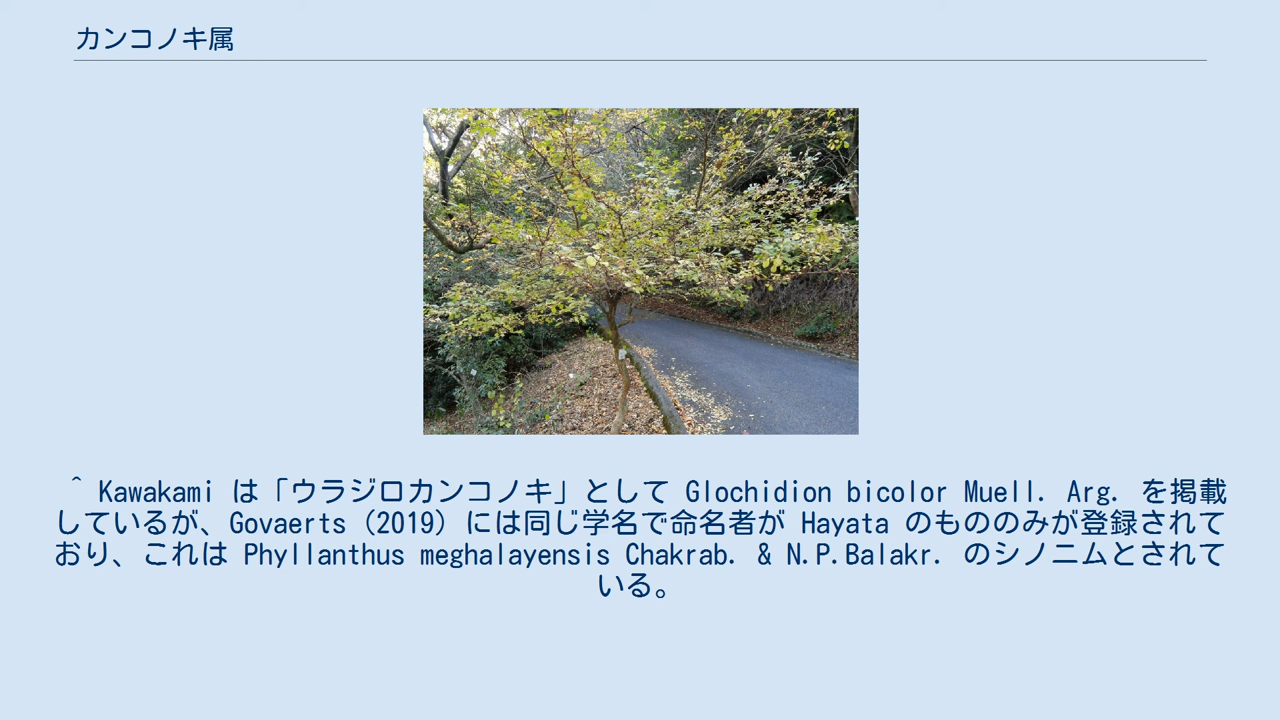 カンコノキ属
^ Kawakami は「ウラジロカンコノキ」として Glochidion bicolor Muell. Arg. を掲載
しているが、Govaerts (2019) には同じ学名で命名者が Hayata のもののみが登録されて
おり、これは Phyllanthus meghalayensis Chakrab. & N.P.Balakr. のシノニムとされて
いる。